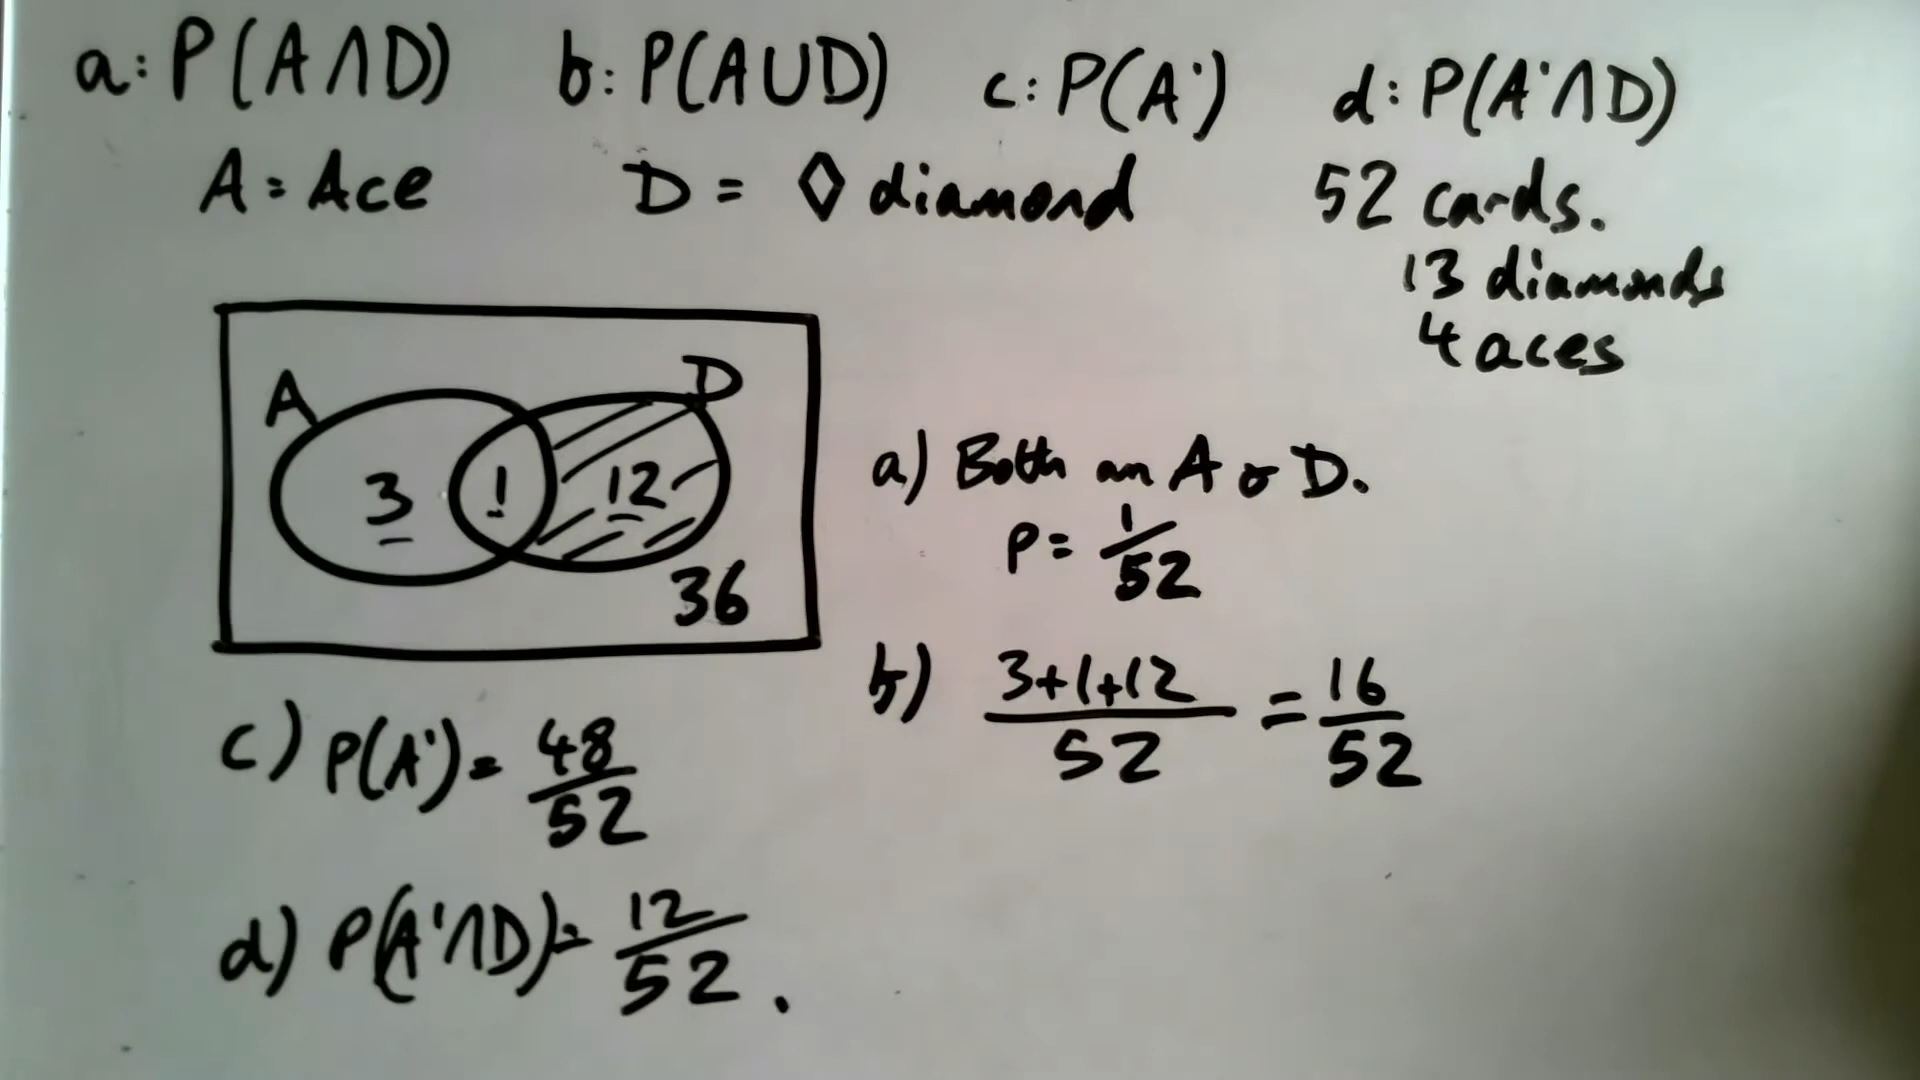 a: P(A∩D) b: P(A∪D) c: P(A') d: P(A'∩D)
A = Ace D = ◊ diamond 52 cards.
13 diamonds
4 aces
A D
3 1 12
36
a) Both an A & D.
P = 1/52
b) 3+1+12/52 = 16/52
c) P(A') = 48/52
d) P(A'∩D) = 12/52.